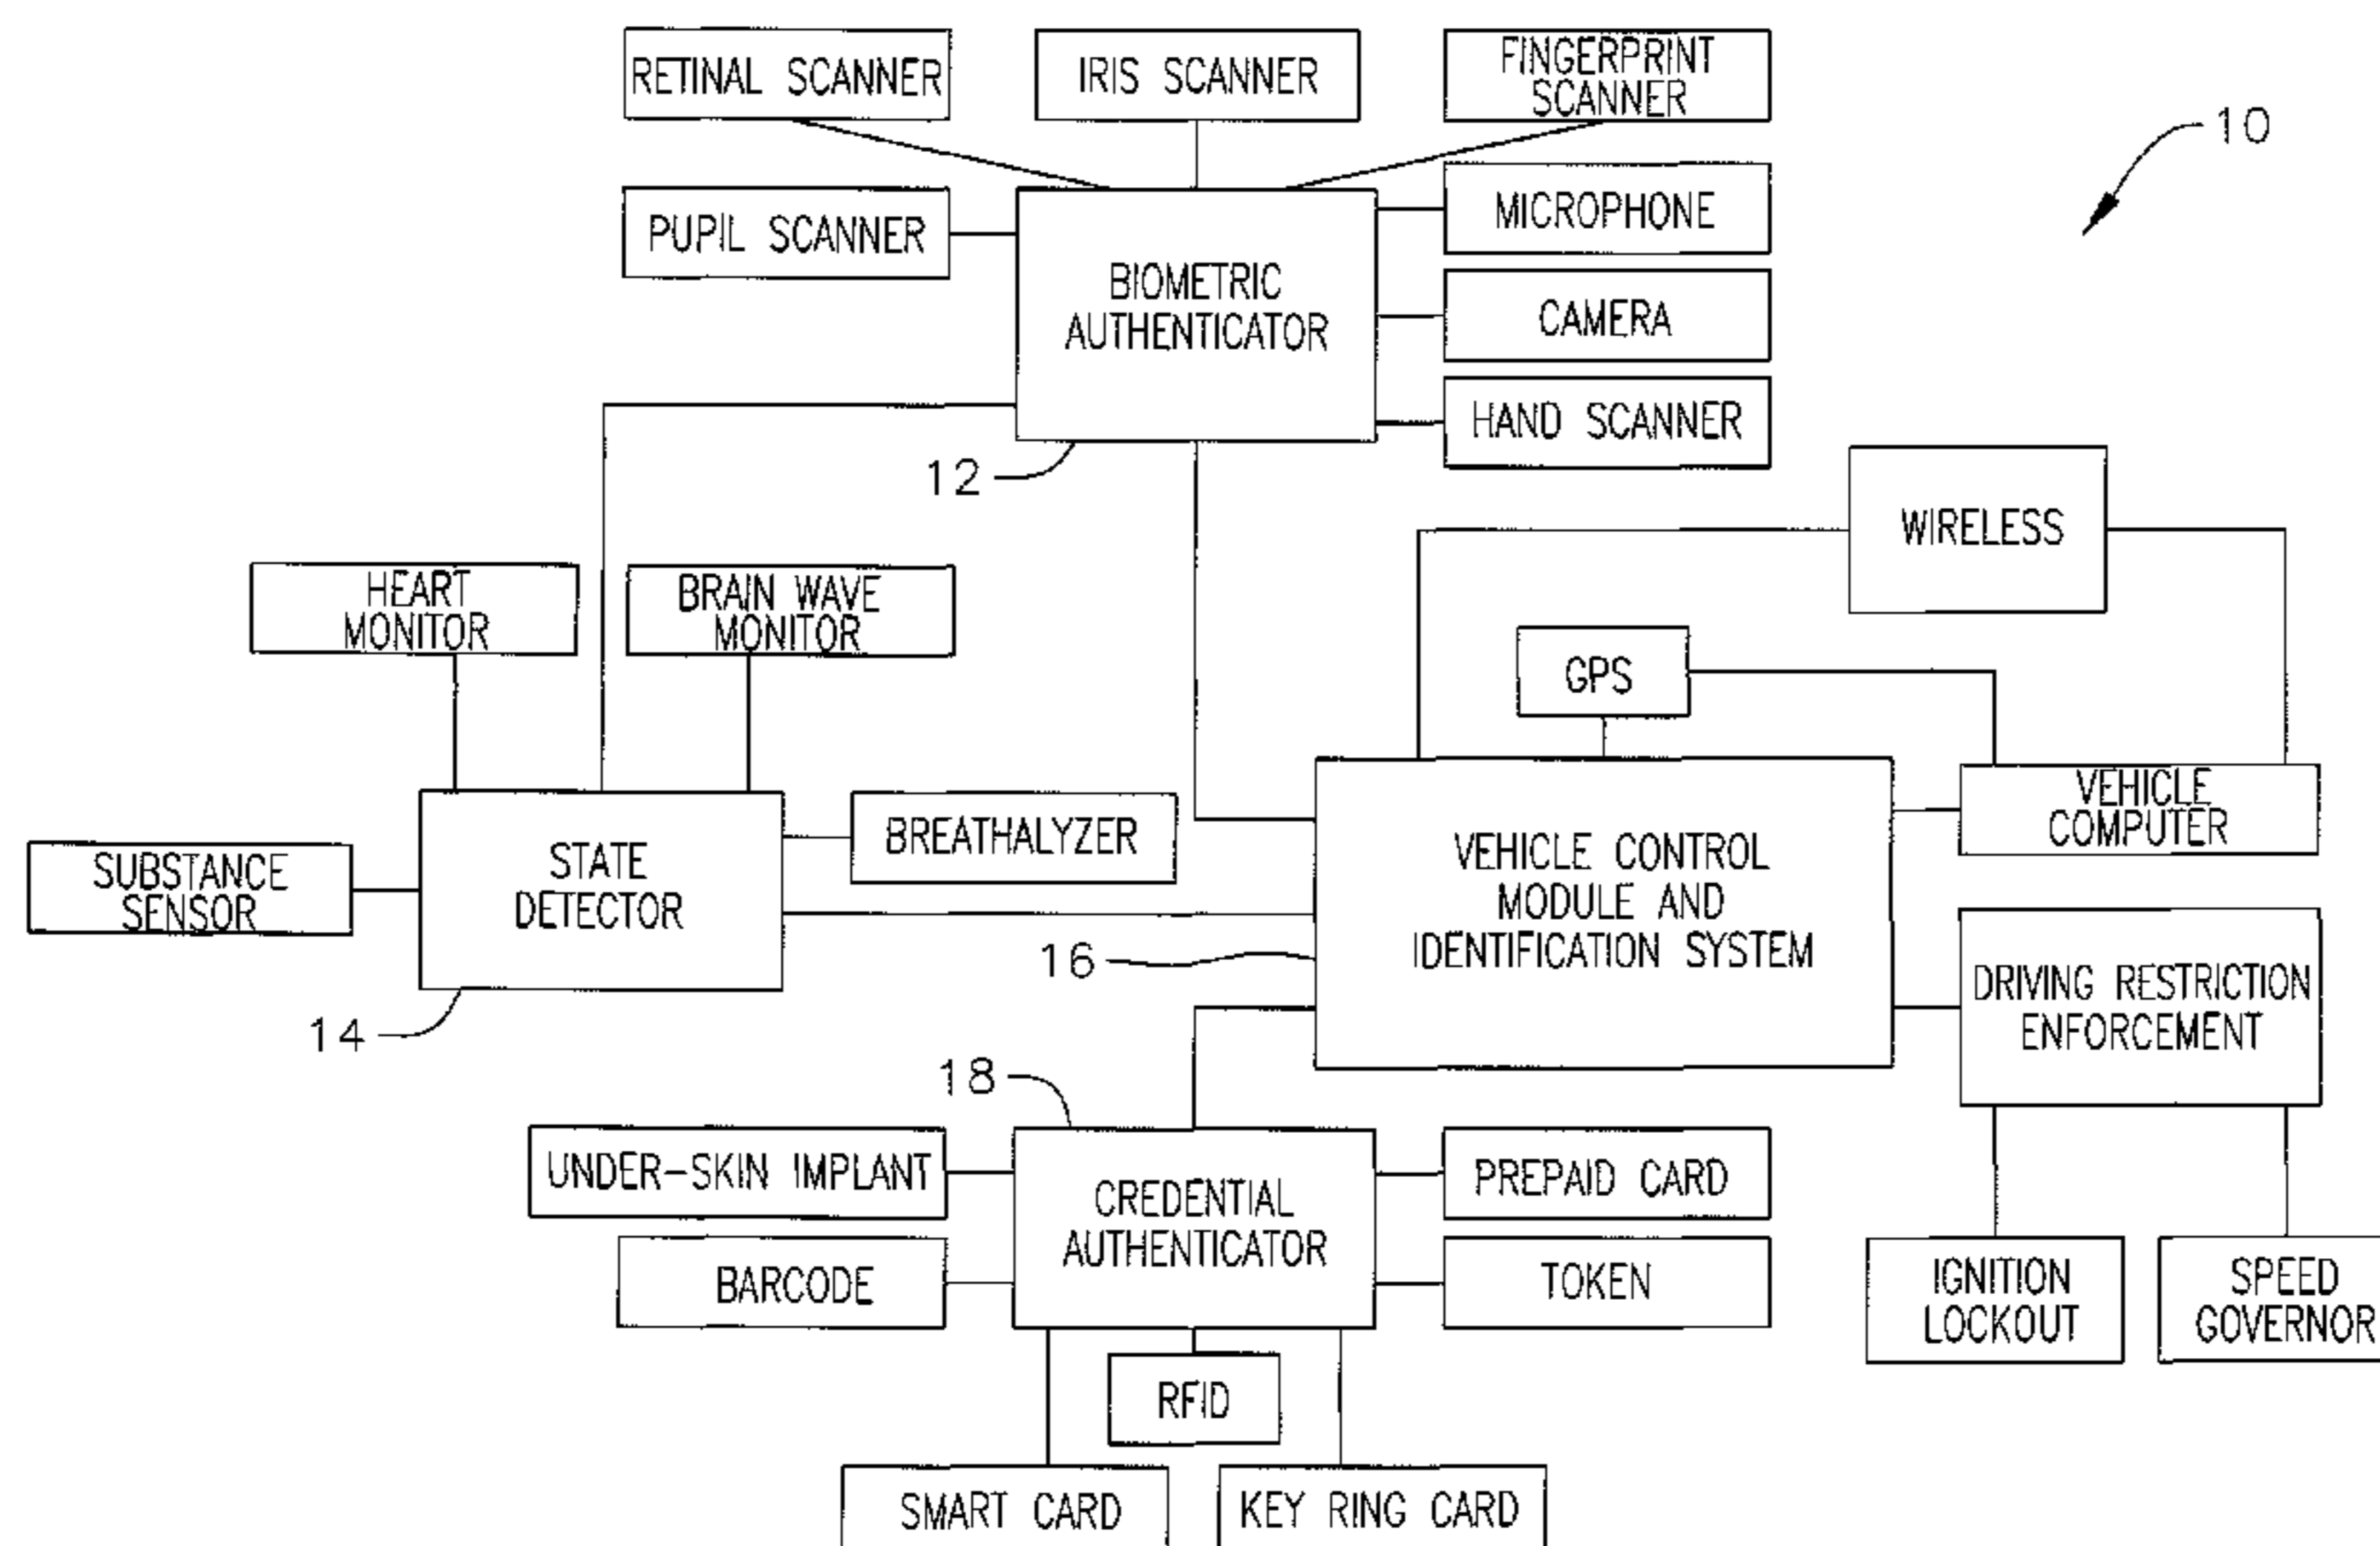 RETINAL SCANNER
IRIS SCANNER
FINGERPRINT
SCANNER
10
PUPIL SCANNER
MICROPHONE
BIOMETRIC
AUTHENTICATOR
CAMERA
HAND SCANNER
12
WIRELESS
HEART
MONITOR
BRAIN WAVE
MONITOR
GPS
VEHICLE
COMPUTER
BREATHALYZER
STATE
DETECTOR
SUBSTANCE
SENSOR
VEHICLE CONTROL
MODULE AND
IDENTIFICATION SYSTEM
16
DRIVING RESTRICTION
ENFORCEMENT
14
18
UNDER-SKIN IMPLANT
CREDENTIAL
AUTHENTICATOR
PREPAID CARD
BARCODE
TOKEN
IGNITION
LOCKOUT
SPEED
GOVERNOR
RFID
SMART CARD
KEY RING CARD